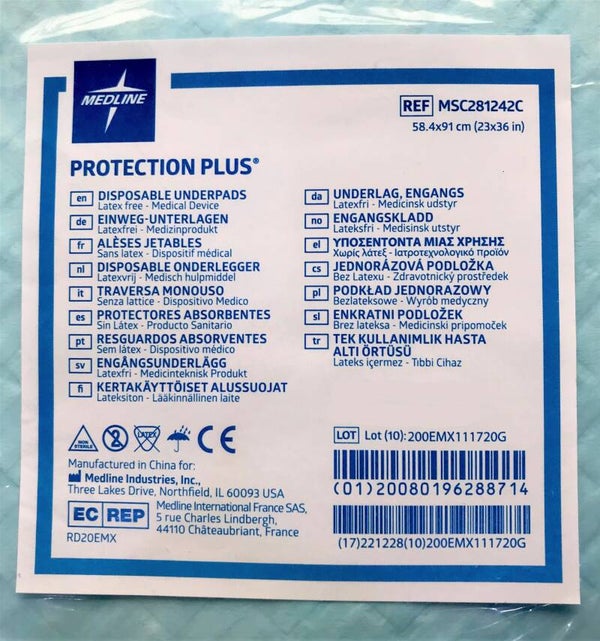 MEDLINE
REF MSC281242C
58.4x91 cm (23x36 in)
PROTECTION PLUS®
en DISPOSABLE UNDERPADS
Latex free - Medical Device
de EINWEG-UNTERLAGEN
Latexfrei - Medizinprodukt
fr ALÈSES JETABLES
Sans latex - Dispositif médical
nl DISPOSABLE ONDERLEGGER
Latexvrij - Medisch hulpmiddel
it TRAVERSA MONOUSO
Senza lattice - Dispositivo Medico
es PROTECTORES ABSORBENTES
Sin Látex - Producto Sanitario
pt RESGUARDOS ABSORVENTES
Sem látex - Dispositivo médico
sv ENGÅNGSUNDERLÄGG
Latexfri - Medicinteknisk Produkt
fi KERTAKÄYTTÖISET ALUSSUOJAT
Lateksiton - Lääkinnällinen laite
da UNDERLAG, ENGANGS
Latexfri - Medicinsk udstyr
no ENGANGSKLADD
Lateksfri - Medisinsk utstyr
el ΥΠΟΣΕΝΤΟΝΤΑ ΜΙΑΣ ΧΡΗΣΗΣ
Χωρίς λάτεξ - Ιατροτεχνολογικό προϊόν
cs JEDNORÁZOVÁ PODLOŽKA
Bez Latexu - Zdravotnický prostředek
pl PODKŁAD JEDNORAZOWY
Bezlateksowe - Wyrób medyczny
sl ENKRATNI PODLOŽEK
Brez lateksa - Medicinski pripomoček
tr TEK KULLANIMLIK HASTA
ALTI ÖRTÜSÜ
Lateks içermez - Tıbbi Cihaz
NON
STERILE
2
LATEX
CE
Manufactured in China for:
Medline Industries, Inc.,
Three Lakes Drive, Northfield, IL 60093 USA
EC REP
Medline International France SAS,
5 rue Charles Lindbergh,
44110 Châteaubriant, France
RD20EMX
LOT Lot (10): 200EMX111720G
(01)20080196288714
(17)221228(10)200EMX111720G